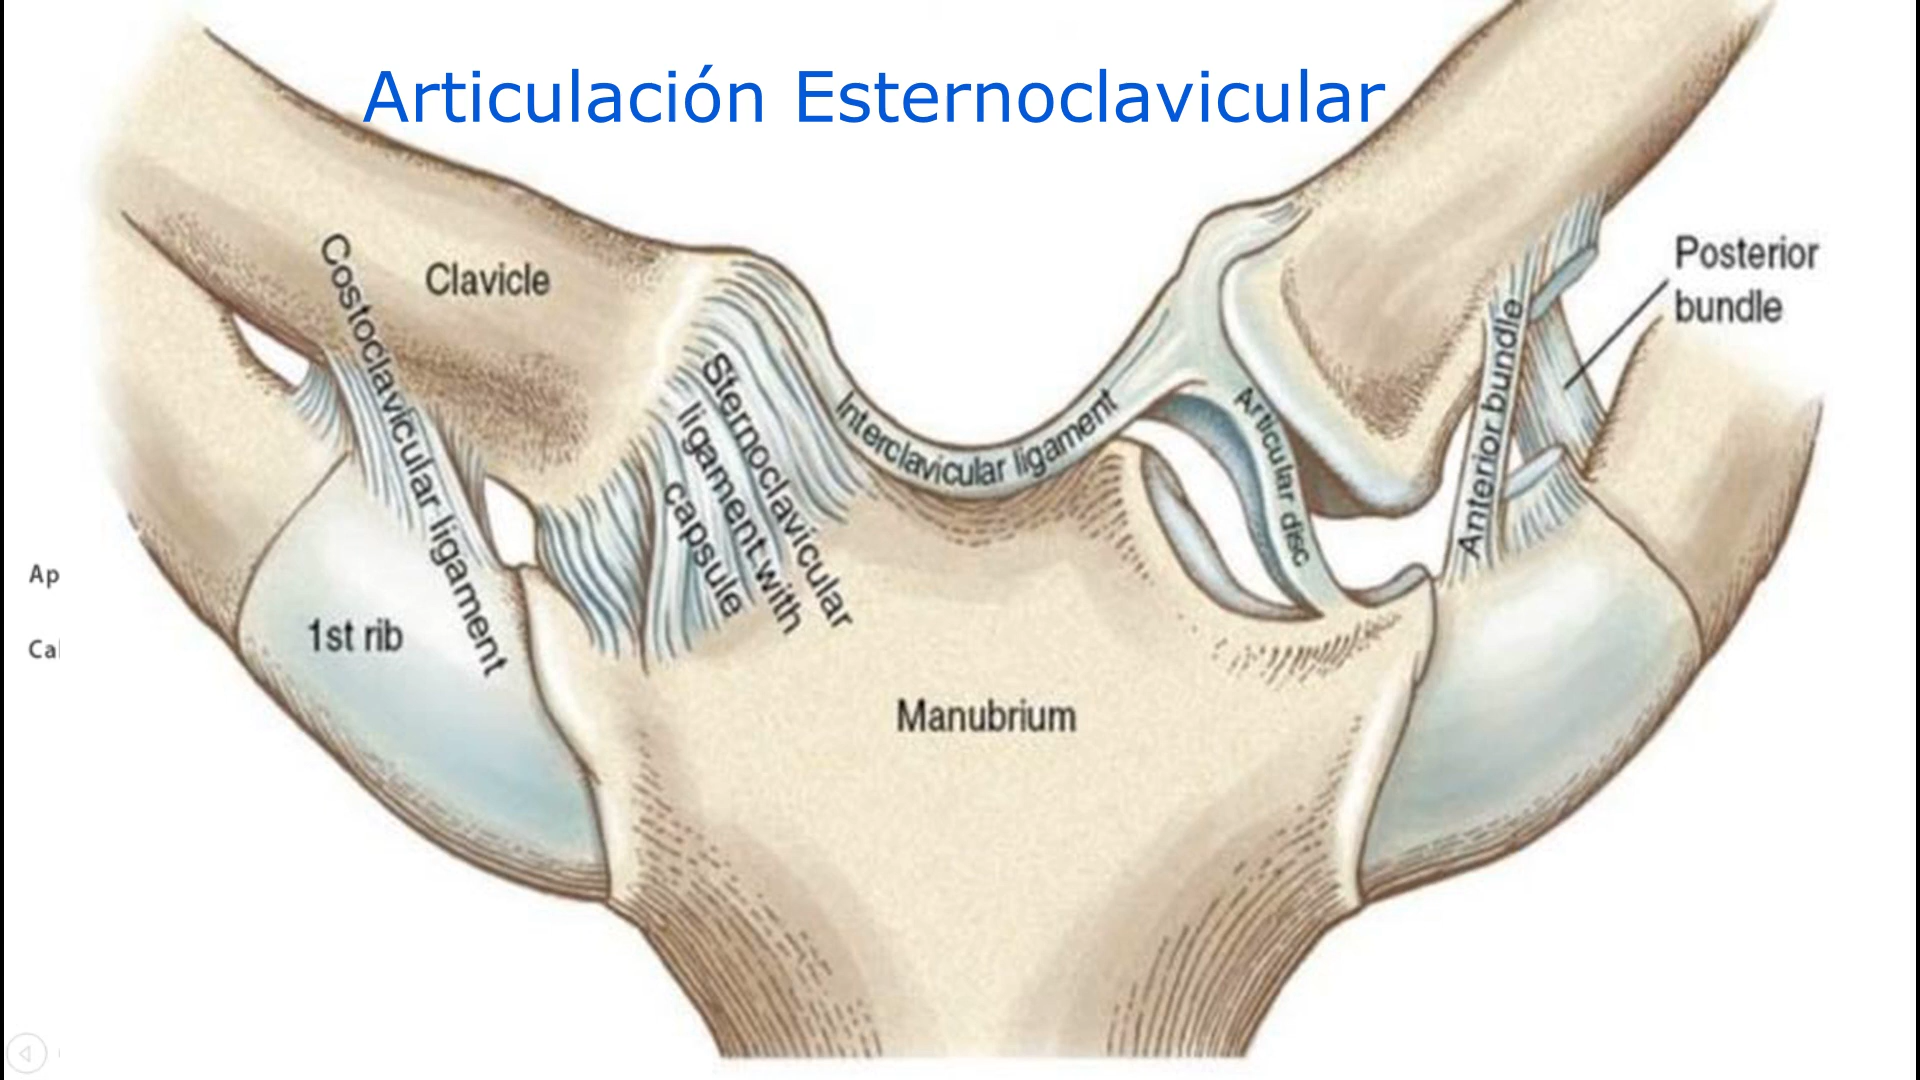 Articulación Esternoclavicular
Clavicle
Costoclavicular ligament
Sternoclavicular
ligament with
capsule
Interclavicular ligament
Articular disc
Anterior bundle
Posterior
bundle
1st rib
Manubrium
Ap
Ca